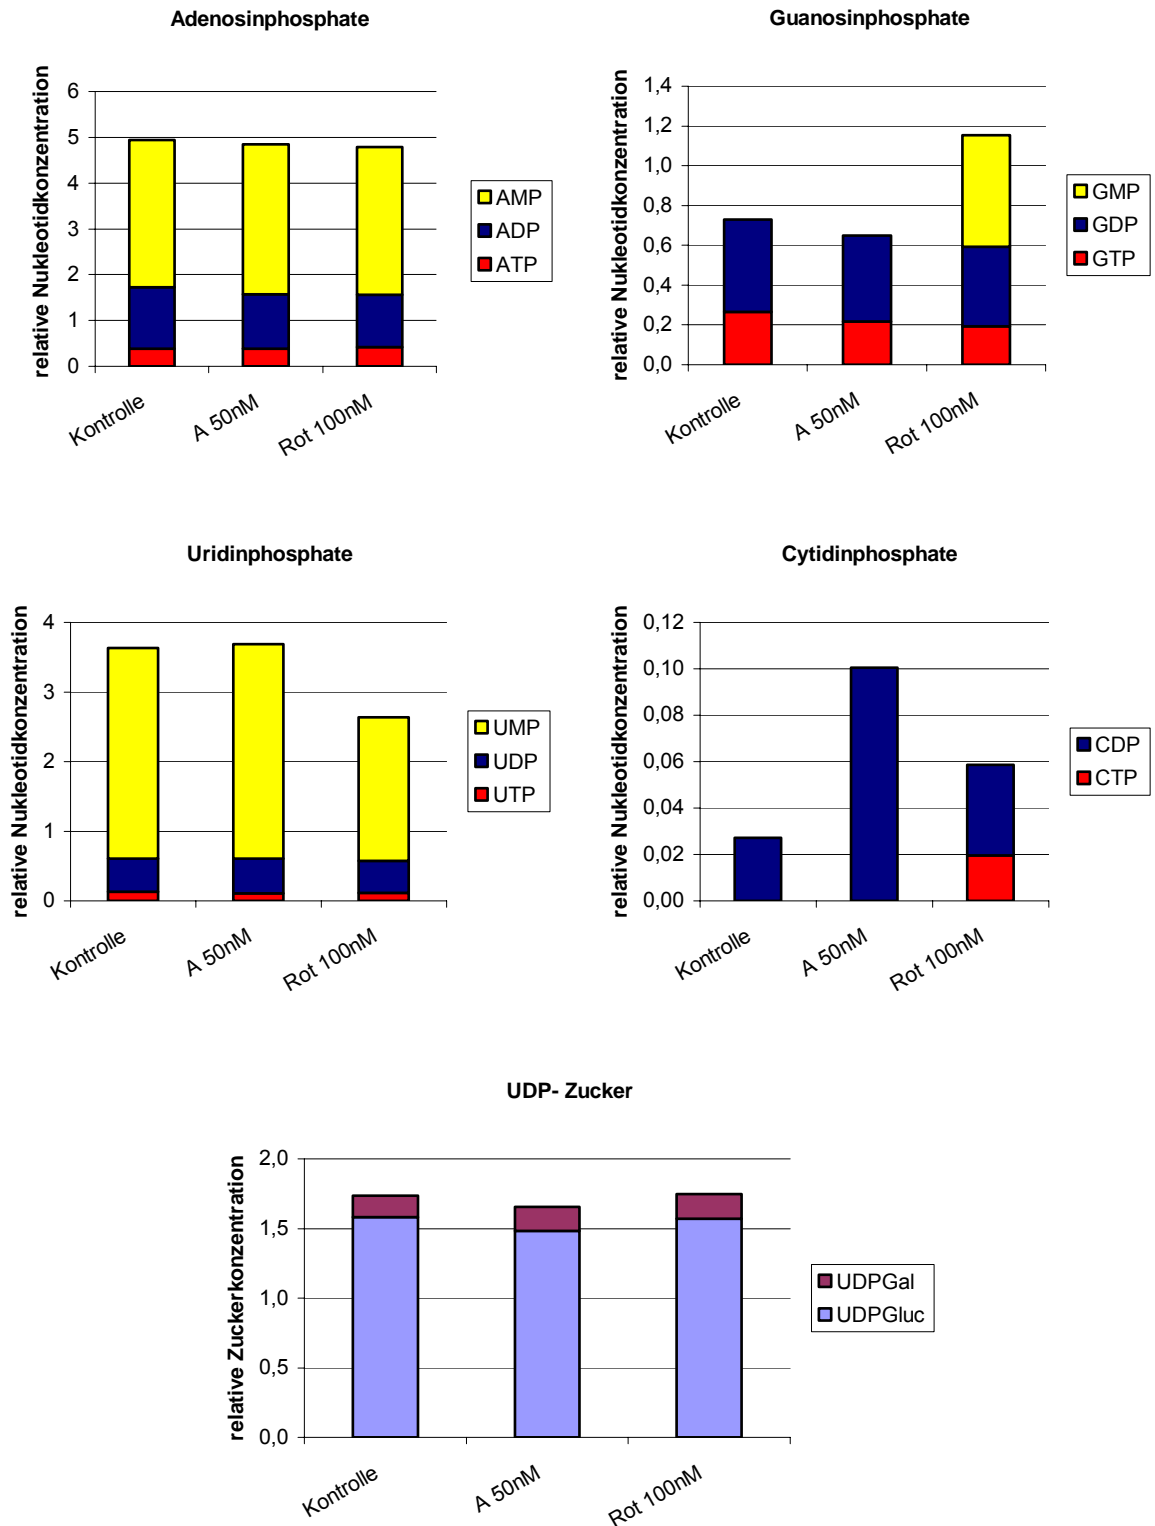 Adenosinphosphate
relative Nukleotidkonzentration
6
5
4
3
2
1
0
Kontrolle
A 50nM
Rot 100nM
AMP
ADP
ATP
Guanosinphosphate
relative Nukleotidkonzentration
1,4
1,2
1,0
0,8
0,6
0,4
0,2
0,0
Kontrolle
A 50nM
Rot 100nM
GMP
GDP
GTP
Uridinphosphate
relative Nukleotidkonzentration
4
3
2
1
0
Kontrolle
A 50nM
Rot 100nM
UMP
UDP
UTP
Cytidinphosphate
relative Nukleotidkonzentration
0,12
0,10
0,08
0,06
0,04
0,02
0,00
Kontrolle
A 50nM
Rot 100nM
CDP
CTP
UDP- Zucker
relative Zuckerkonzentration
2,0
1,5
1,0
0,5
0,0
Kontrolle
A 50nM
Rot 100nM
UDPGal
UDPGluc